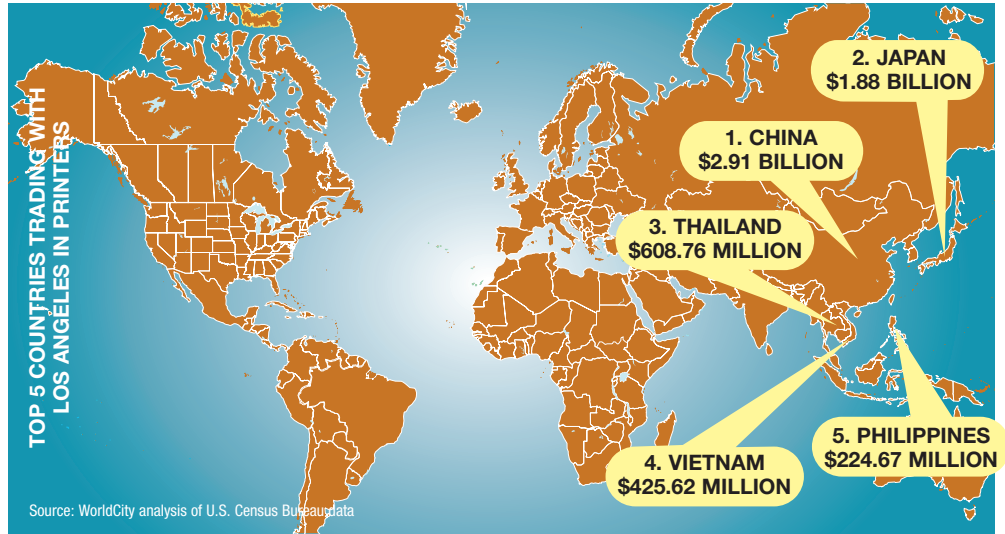 TOP 5 COUNTRIES TRADING WITH
LOS ANGELES IN PRINTERS
2. JAPAN
$1.88 BILLION
1. CHINA
$2.91 BILLION
3. THAILAND
$608.76 MILLION
4. VIETNAM
$425.62 MILLION
5. PHILIPPINES
$224.67 MILLION
Source: WorldCity analysis of U.S. Census Bureau data